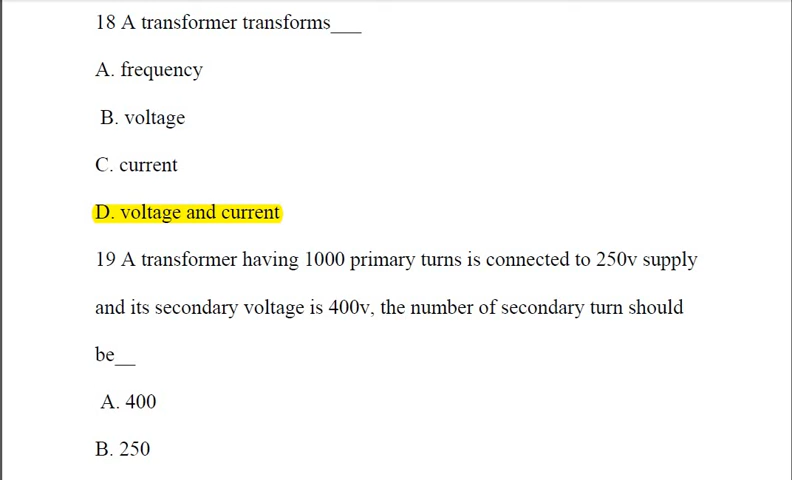 18 A transformer transforms___
A. frequency
B. voltage
C. current
D. voltage and current
19 A transformer having 1000 primary turns is connected to 250v supply
and its secondary voltage is 400v, the number of secondary turn should
be__
A. 400
B. 250